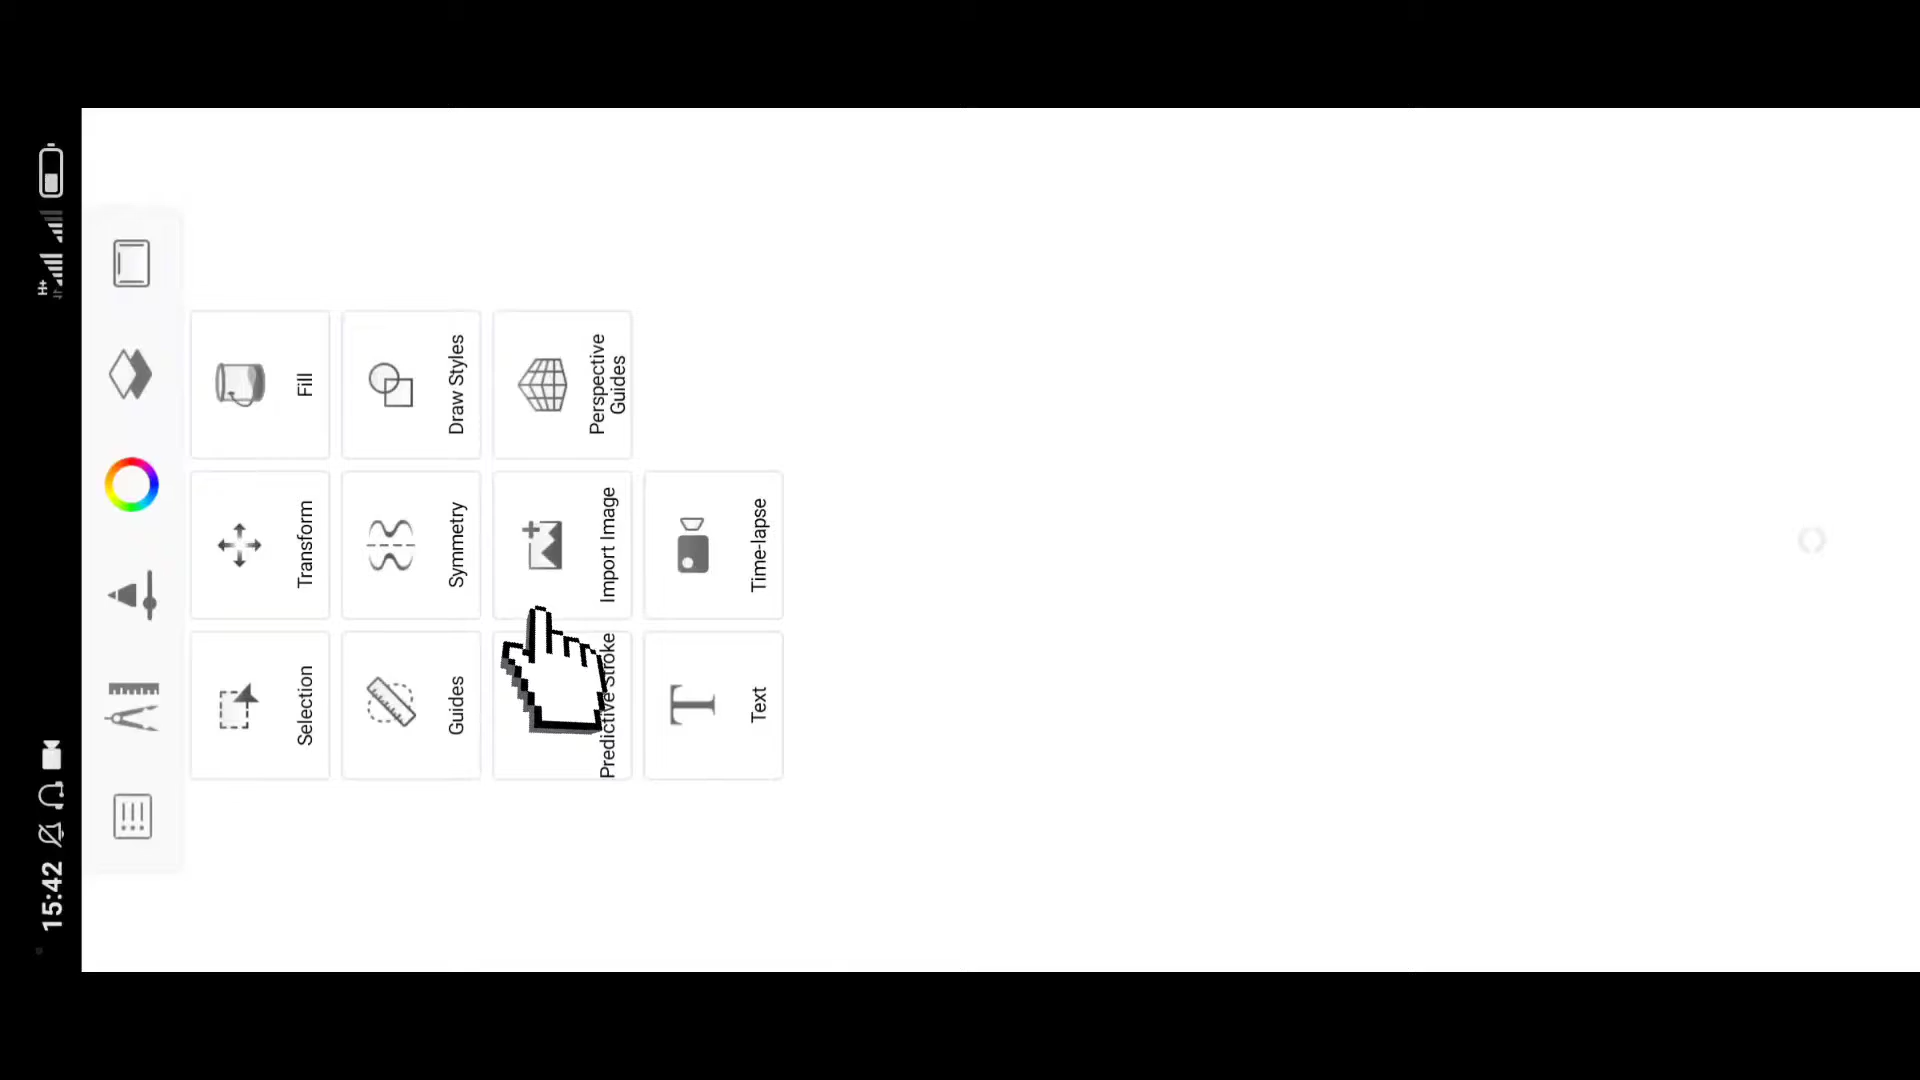 15:42
H+
Selection
Transform
Fill
Guides
Symmetry
Draw Styles
Predictive Stroke
Import Image
Perspective
Guides
Text
Time-lapse